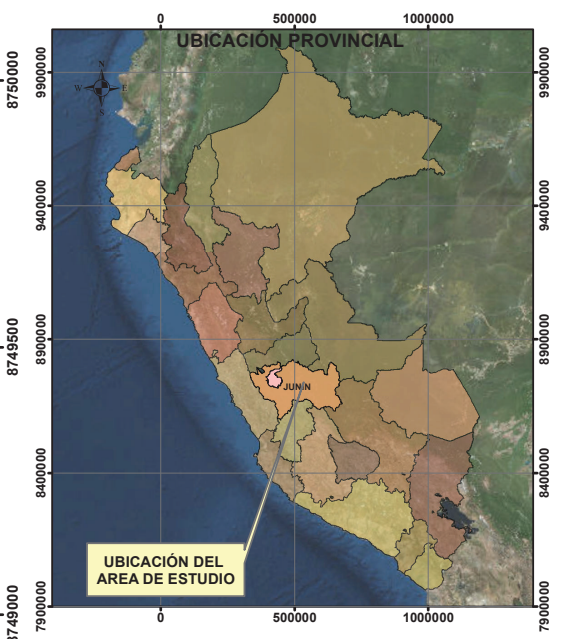 0 500000 1000000
UBICACIÓN PROVINCIAL
N
W E
S
8750000
9900000 9900000
9400000 9400000
8749500
8900000 8900000
JUNÍN
8400000 8400000
UBICACIÓN DEL
AREA DE ESTUDIO
8749000
7900000 7900000
0 500000 1000000